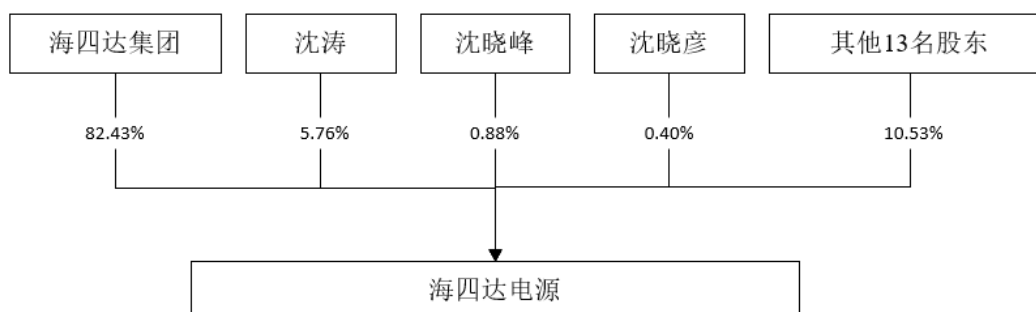 海四达集团
沈涛
沈晓峰
沈晓彦
其他13名股东
82.43%
5.76%
0.88%
0.40%
10.53%
海四达电源